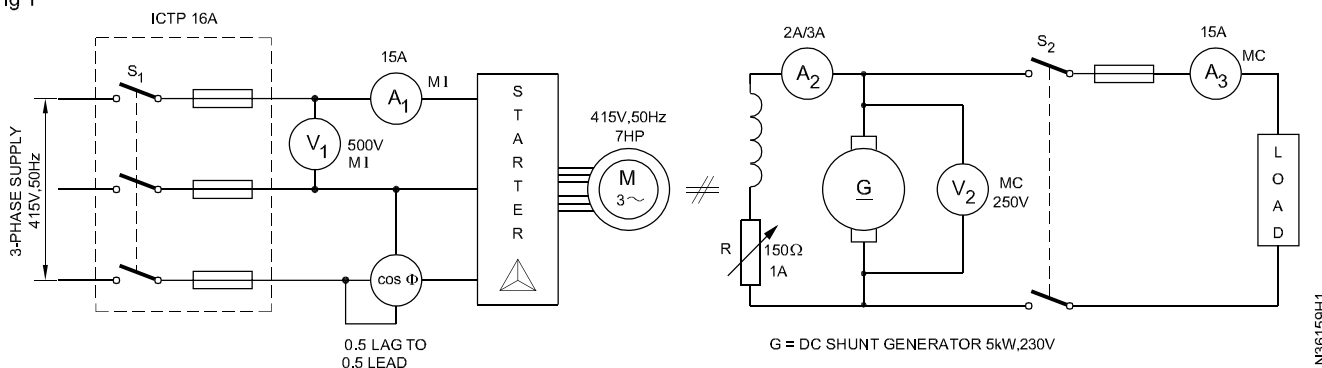 ig 1
ICTP 16A
S1
3-PHASE SUPPLY
415V,50Hz
15A
A1
M I
V1
500V
M I
cos Φ
0.5 LAG TO
0.5 LEAD
STARTER
415V,50Hz
7HP
M
3~
2A/3A
A2
R
150Ω
1A
G
V2
MC
250V
S2
15A
A3
MC
LOAD
G = DC SHUNT GENERATOR 5kW,230V
N36159H1